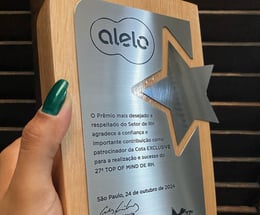 alelo
O Prêmio mais desejado e
respeitado do Setor de RH
agradece a confiança e
importante contribuição como
patrocinador da Cota EXCLUSIVE
para a realização e sucesso do
27º TOP OF MIND DE RH.
São Paulo, 24 de outubro de 2024